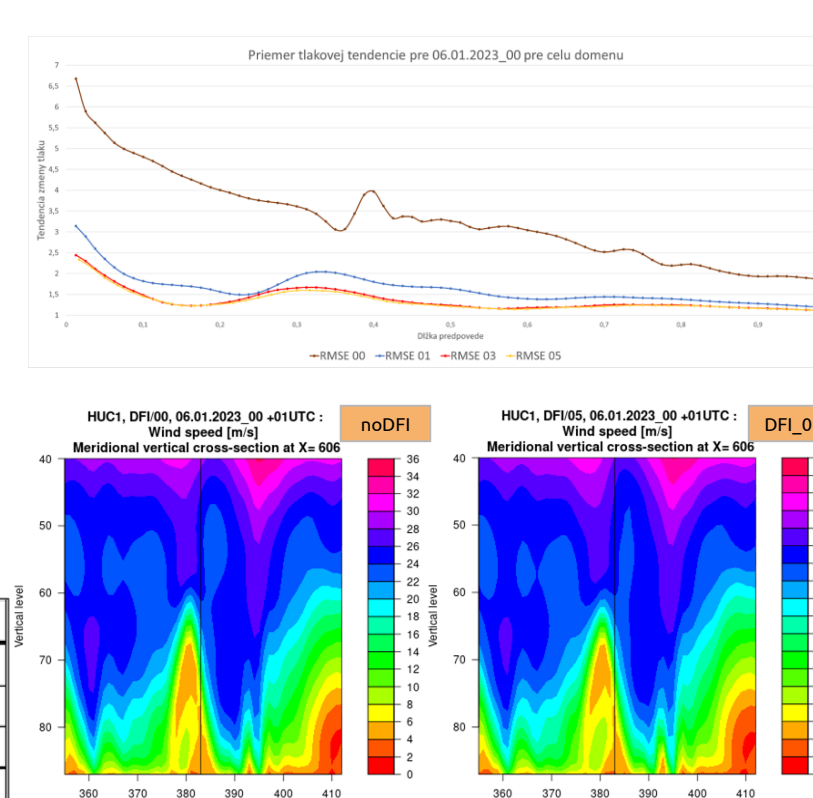 Priemer tlakovej tendencie pre 06.01.2023_00 pre celu domenu
7
6,5
6
5,5
5
4,5
4
3,5
3
2,5
2
1,5
1
Tendencia zmeny tlaku
0 0,1 0,2 0,3 0,4 0,5 0,6 0,7 0,8 0,9
Dlžka predpovede
RMSE 00 RMSE 01 RMSE 03 RMSE 05
HUC1, DFI/00, 06.01.2023_00 +01UTC :
Wind speed [m/s]
Meridional vertical cross-section at X= 606
noDFI
40
50
60
70
80
Vertical level
360 370 380 390 400 410
36
34
32
30
28
26
24
22
20
18
16
14
12
10
8
6
4
2
0
HUC1, DFI/05, 06.01.2023_00 +01UTC :
Wind speed [m/s]
Meridional vertical cross-section at X= 606
DFI_0
40
50
60
70
80
Vertical level
360 370 380 390 400 410